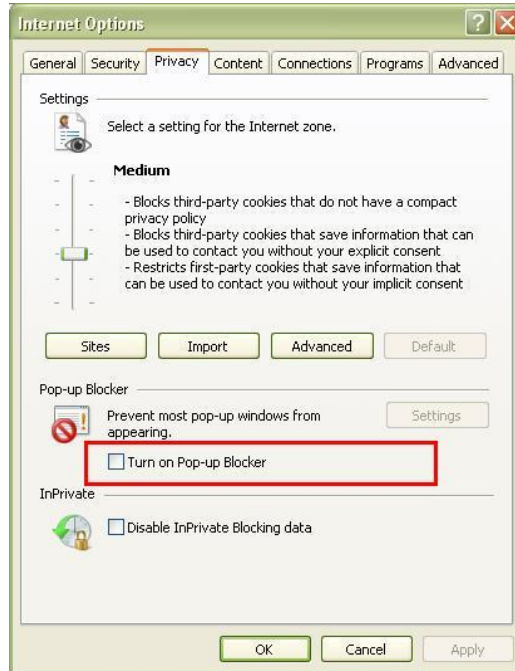 Internet Options
General Security Privacy Content Connections Programs Advanced
Settings
Select a setting for the Internet zone.
Medium
- Blocks third-party cookies that do not have a compact
privacy policy
- Blocks third-party cookies that save information that can
be used to contact you without your explicit consent
- Restricts first-party cookies that save information that
can be used to contact you without your implicit consent
Sites Import Advanced Default
Pop-up Blocker
Prevent most pop-up windows from Settings
appearing.
Turn on Pop-up Blocker
InPrivate
Disable InPrivate Blocking data
OK Cancel Apply